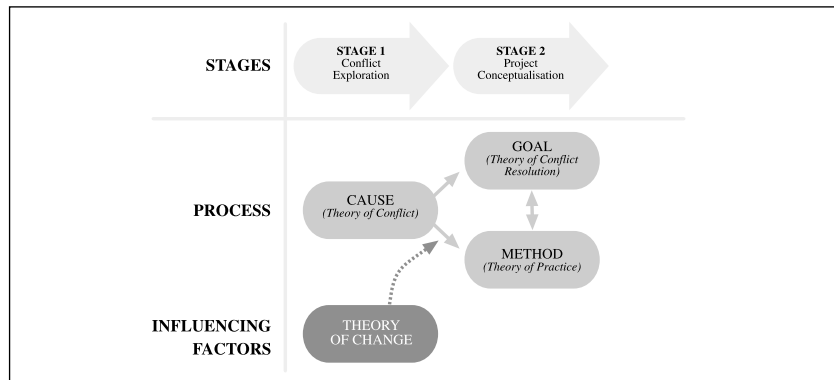 STAGES
STAGE 1
Conflict
Exploration
STAGE 2
Project
Conceptualisation
PROCESS
CAUSE
(Theory of Conflict)
GOAL
(Theory of Conflict
Resolution)
METHOD
(Theory of Practice)
INFLUENCING
FACTORS
THEORY
OF CHANGE